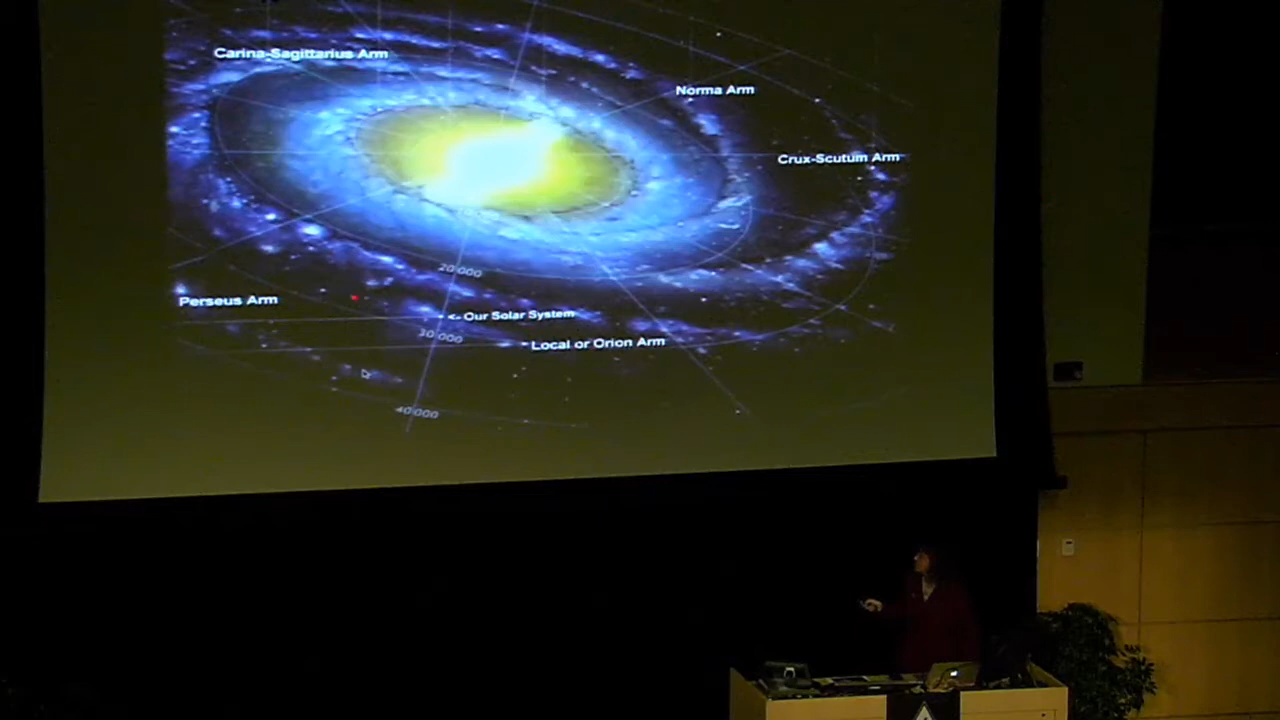 Carina-Sagittarius Arm
Norma Arm
Crux-Scutum Arm
20 000
Perseus Arm
<- Our Solar System
30 000
Local or Orion Arm
40 000